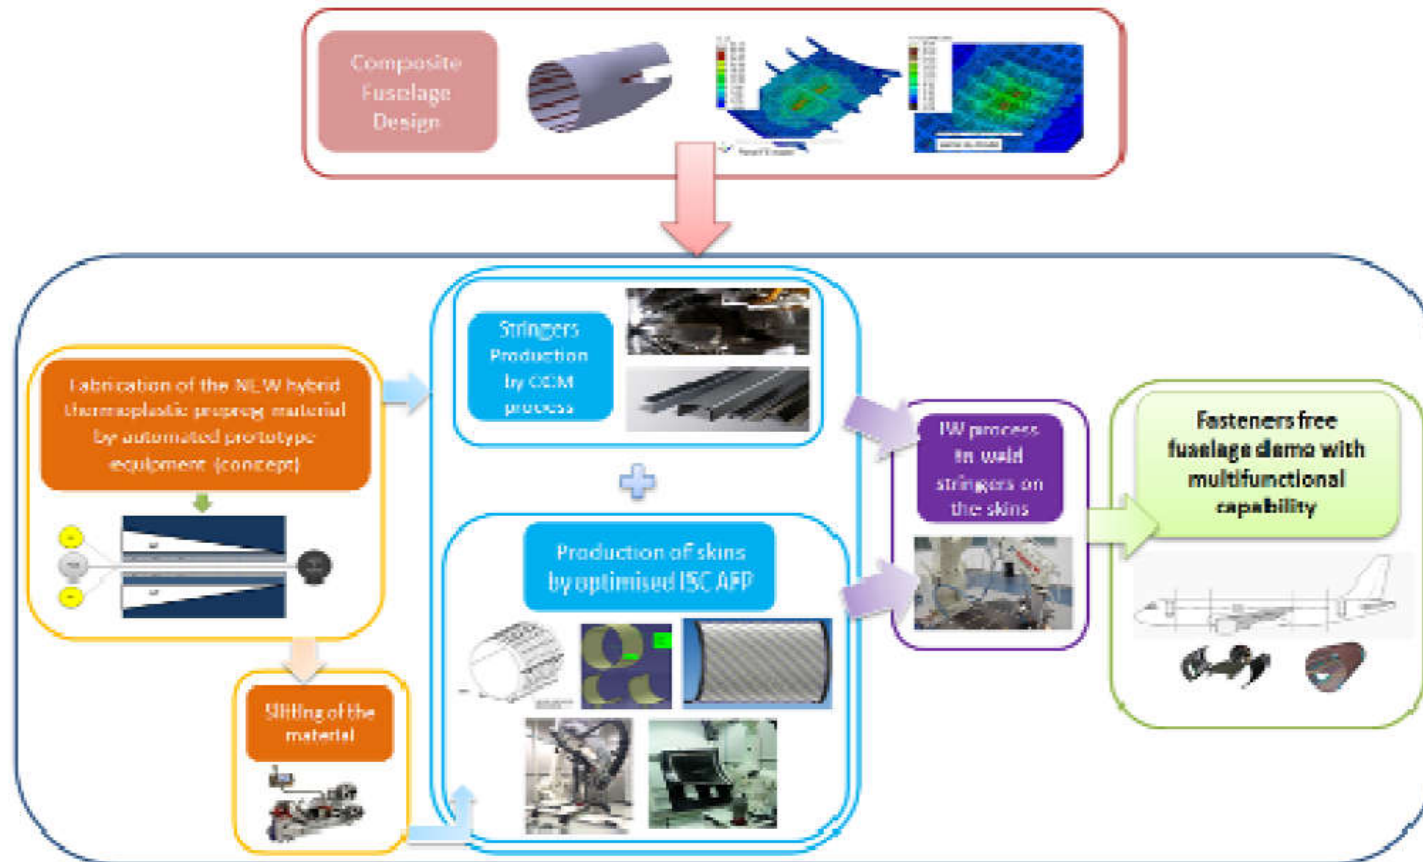 Composite
Fuselage
Design
Stringers
Production
by CCM
process
Fabrication of the NEW hybrid
thermoplastic prepreg material
by automated prototype
equipment (concept)
IW process
to weld
stringers on
the skins
Fasteners free
fuselage demo with
multifunctional
capability
Production of skins
by optimised ISC AFP
Slitting of the
material